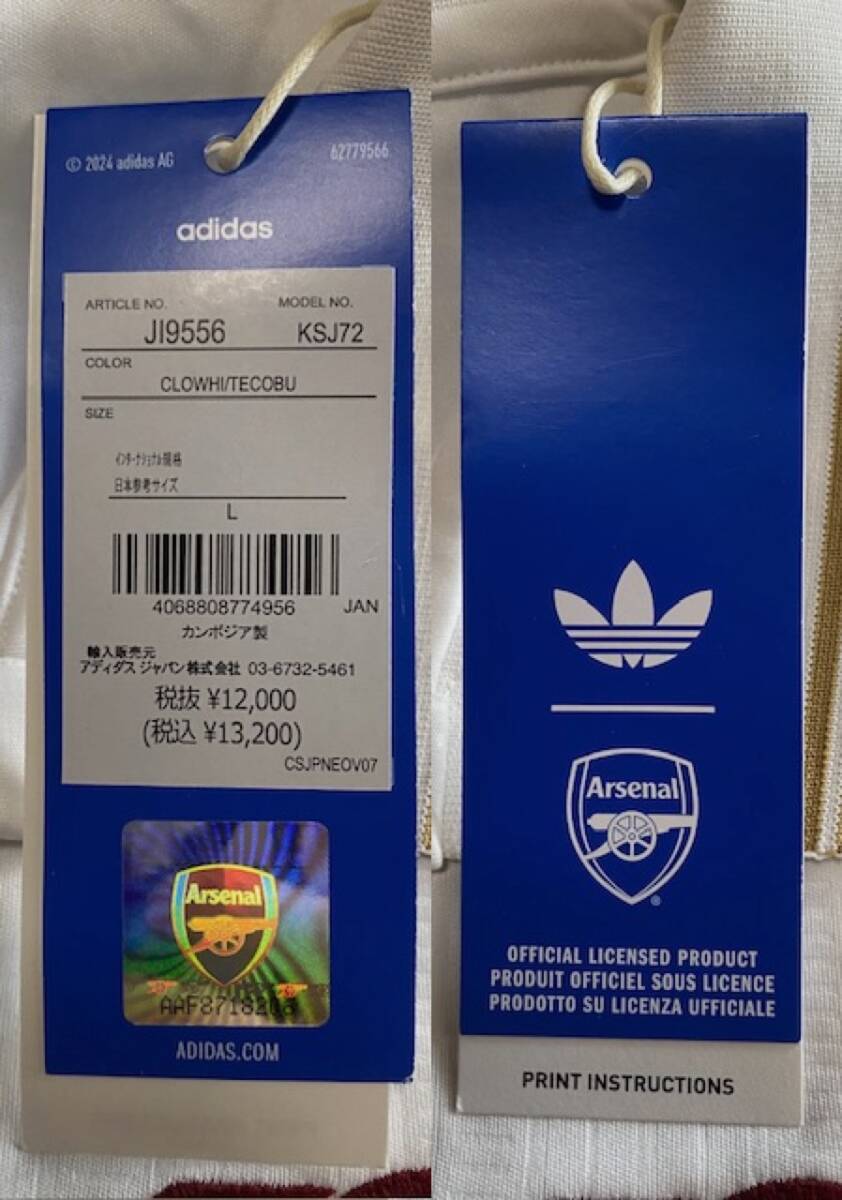 © 2024 adidas AG
62779566
adidas
ARTICLE NO. MODEL NO.
JI9556 KSJ72
COLOR
CLOWHI/TECOBU
SIZE
インターナショナル規格
日本参考サイズ
L
4068808774956 JAN
カンボジア製
輸入販売元
アディダス ジャパン株式会社 03-6732-5461
税抜 ¥12,000
(税込 ¥13,200)
CSJPNEOV07
Arsenal
ADIDAS.COM
Arsenal
®
OFFICIAL LICENSED PRODUCT
PRODUIT OFFICIEL SOUS LICENCE
PRODOTTO SU LICENZA UFFICIALE
PRINT INSTRUCTIONS